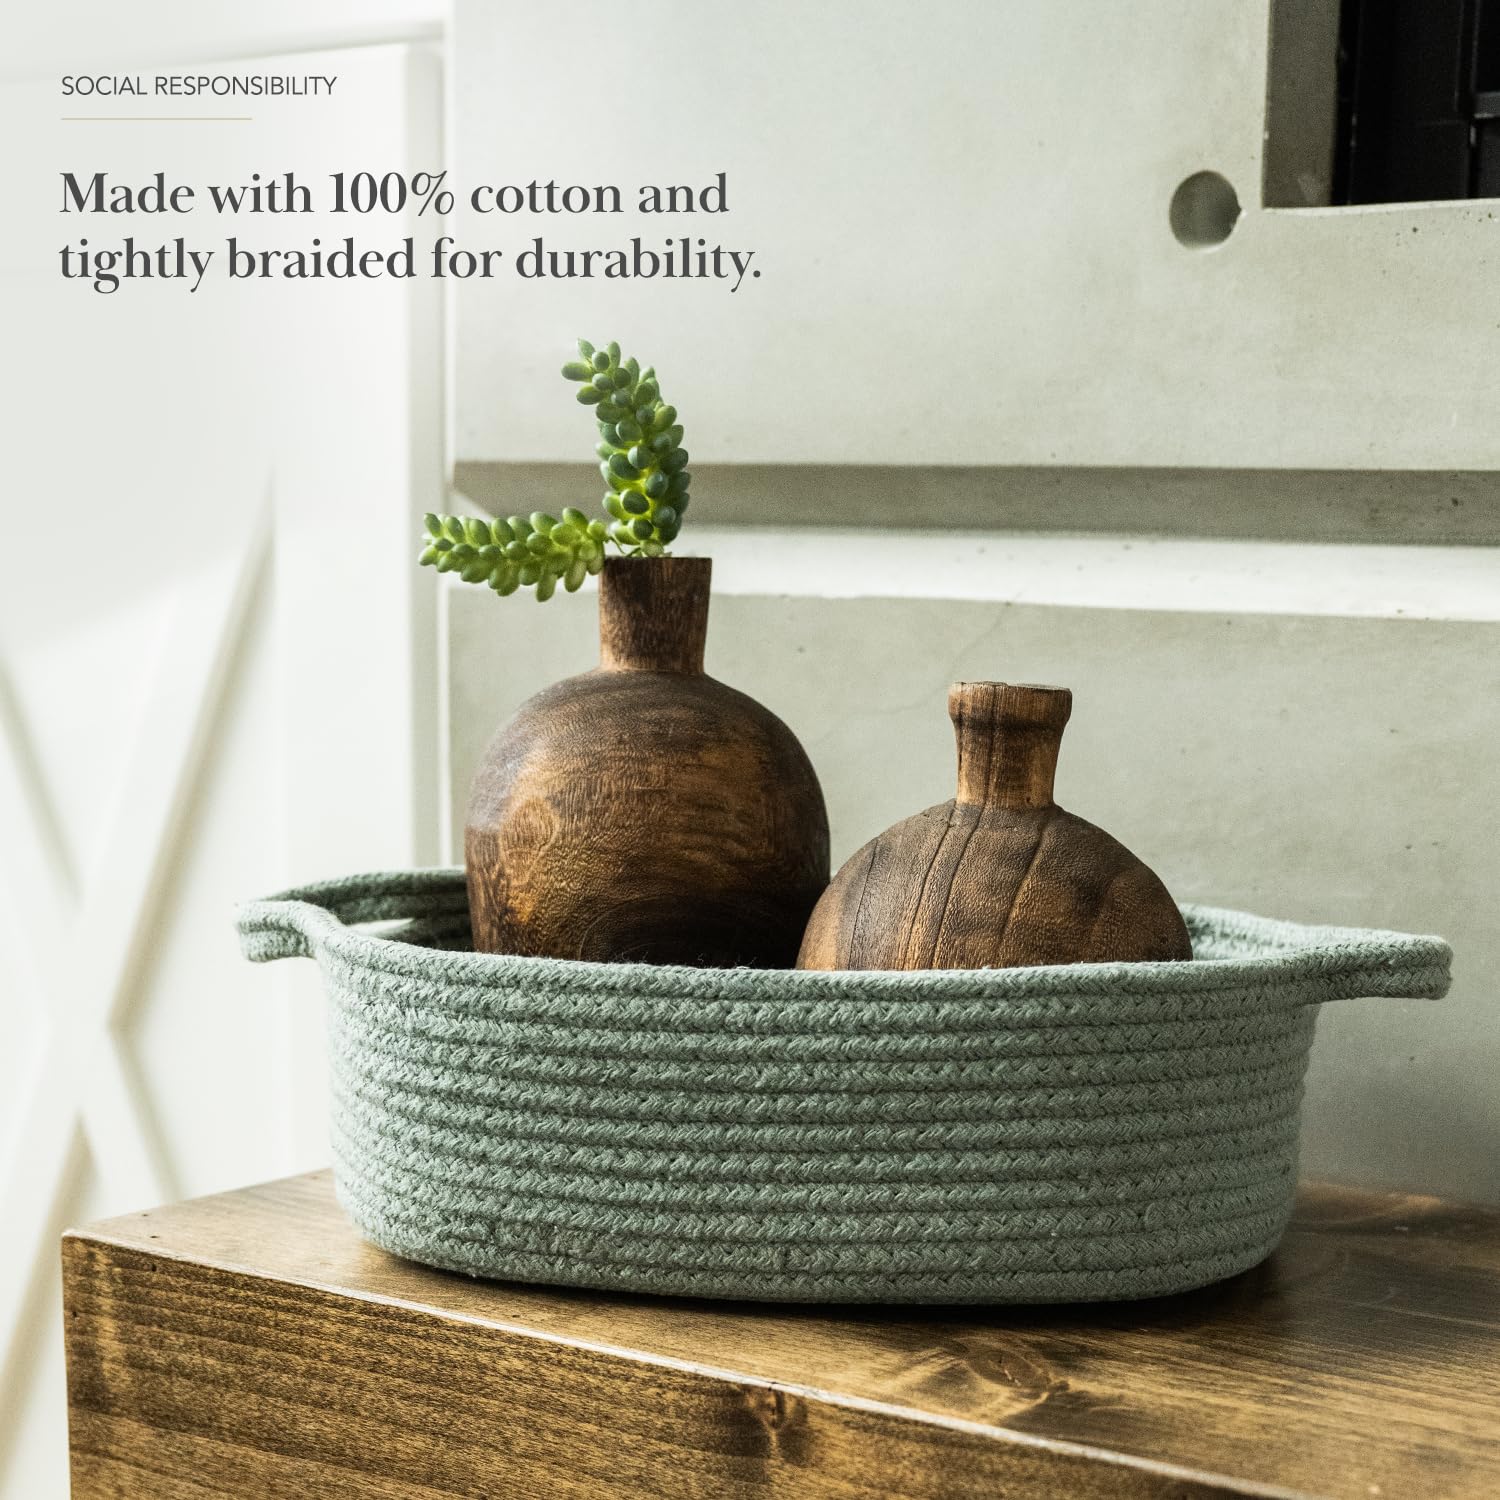 SOCIAL RESPONSIBILITY
Made with 100% cotton and
tightly braided for durability.